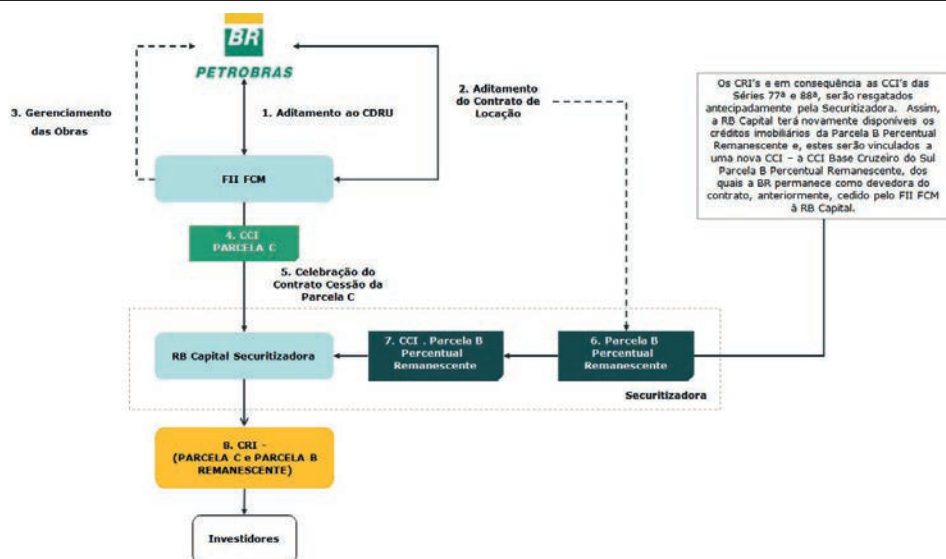 BR
PETROBRAS
3. Gerenciamento
das Obras
1. Aditamento ao CDRU
2. Aditamento
do Contrato de
Locação
Os CRI's e em consequência as CCI's das
Séries 77ª e 88ª, serão resgatados
antecipadamente pela Securitizadora. Assim,
a RB Capital terá novamente disponíveis os
créditos imobiliários da Parcela B Percentual
Remanescente e, estes serão vinculados a
uma nova CCI – a CCI Base Cruzeiro do Sul
Parcela B Percentual Remanescente, dos
quais a BR permanece como devedora do
contrato, anteriormente, cedido pelo FII FCM
à RB Capital.
FII FCM
4. CCI
PARCELA C
5. Celebração do
Contrato Cessão da
Parcela C
RB Capital Securitizadora
7. CCI . Parcela B
Percentual
Remanescente
6. Parcela B
Percentual
Remanescente
Securitizadora
8. CRI -
(PARCELA C e PARCELA B
REMANESCENTE)
Investidores